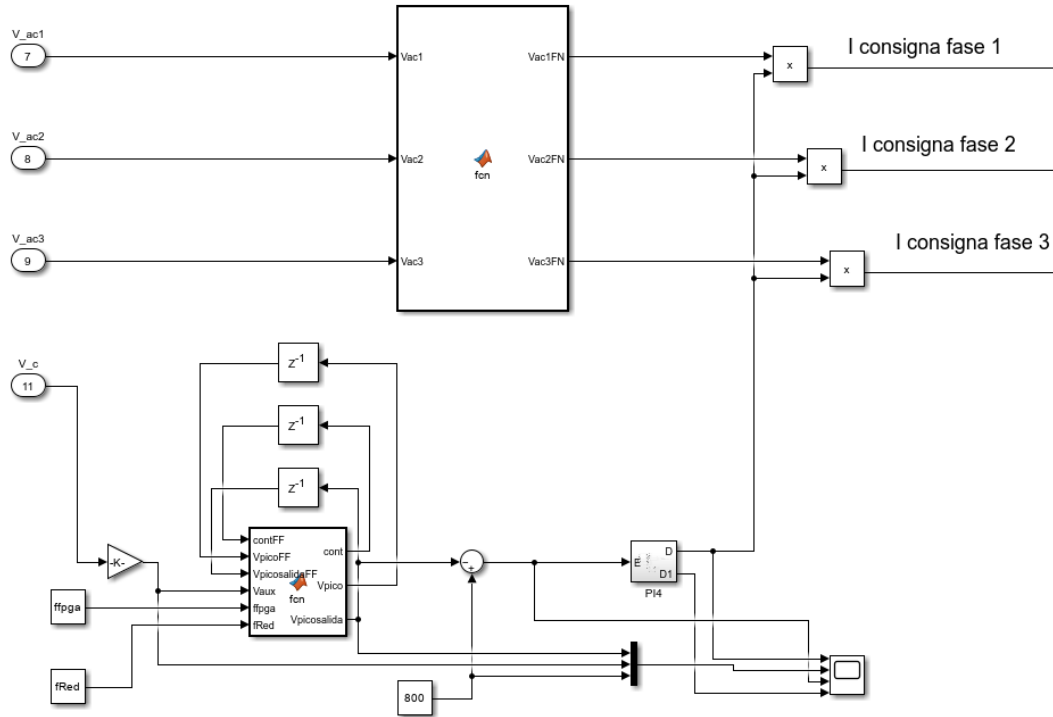 V_ac1
7
Vac1
Vac1FN
x
I consigna fase 1
V_ac2
8
Vac2
fcn
Vac2FN
x
I consigna fase 2
V_ac3
9
Vac3
Vac3FN
x
I consigna fase 3
V_c
11
Z-1
Z-1
Z-1
-K-
contFF
VpicoFF
VpicosalidaFF
Vaux
ffpga
fRed
fcn
cont
Vpico
Vpicosalida
ffpga
fRed
-
+
800
E
D
D1
PI4